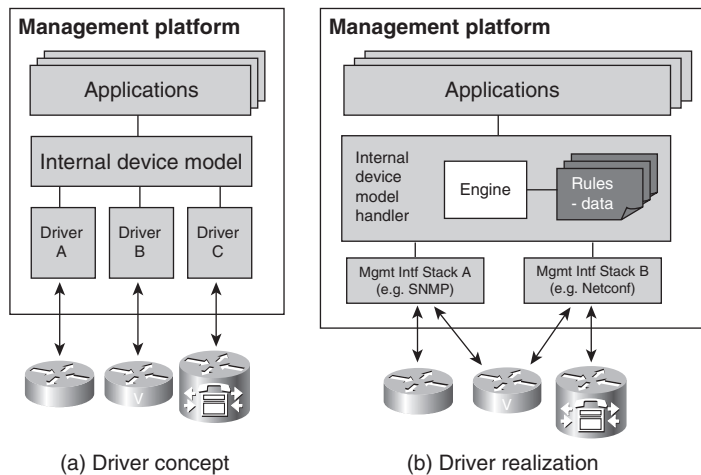 Management platform
Applications
Internal device model
Driver
A
Driver
B
Driver
C
V
(a) Driver concept
Management platform
Applications
Internal
device
model
handler
Engine
Rules
- data
Mgmt Intf Stack A
(e.g. SNMP)
Mgmt Intf Stack B
(e.g. Netconf)
V
(b) Driver realization